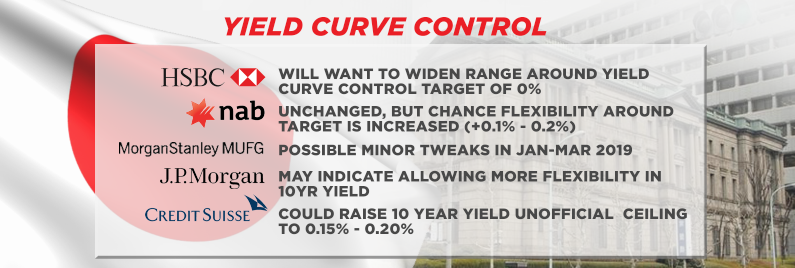 YIELD CURVE CONTROL
HSBC
WILL WANT TO WIDEN RANGE AROUND YIELD
CURVE CONTROL TARGET OF 0%
nab
UNCHANGED, BUT CHANCE FLEXIBILITY AROUND
TARGET IS INCREASED (+0.1% - 0.2%)
MorganStanley MUFG
POSSIBLE MINOR TWEAKS IN JAN-MAR 2019
J.P.Morgan
MAY INDICATE ALLOWING MORE FLEXIBILITY IN
10YR YIELD
CREDIT SUISSE
COULD RAISE 10 YEAR YIELD UNOFFICIAL CEILING
TO 0.15% - 0.20%